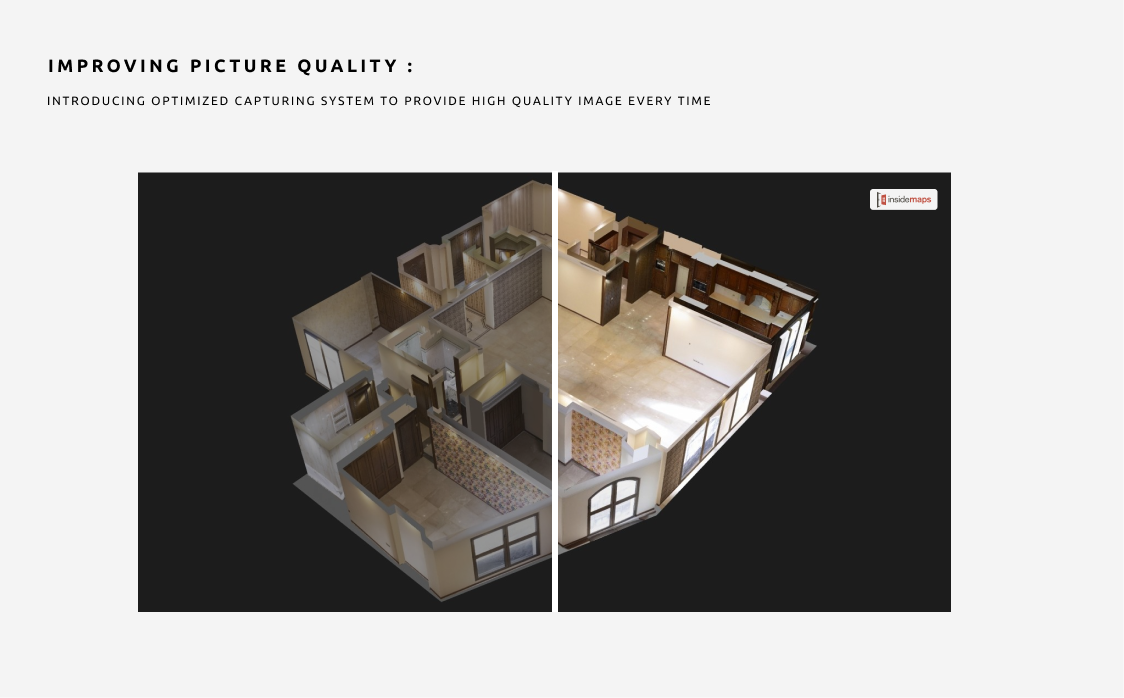 IMPROVING PICTURE QUALITY :
INTRODUCING OPTIMIZED CAPTURING SYSTEM TO PROVIDE HIGH QUALITY IMAGE EVERY TIME
insidemaps